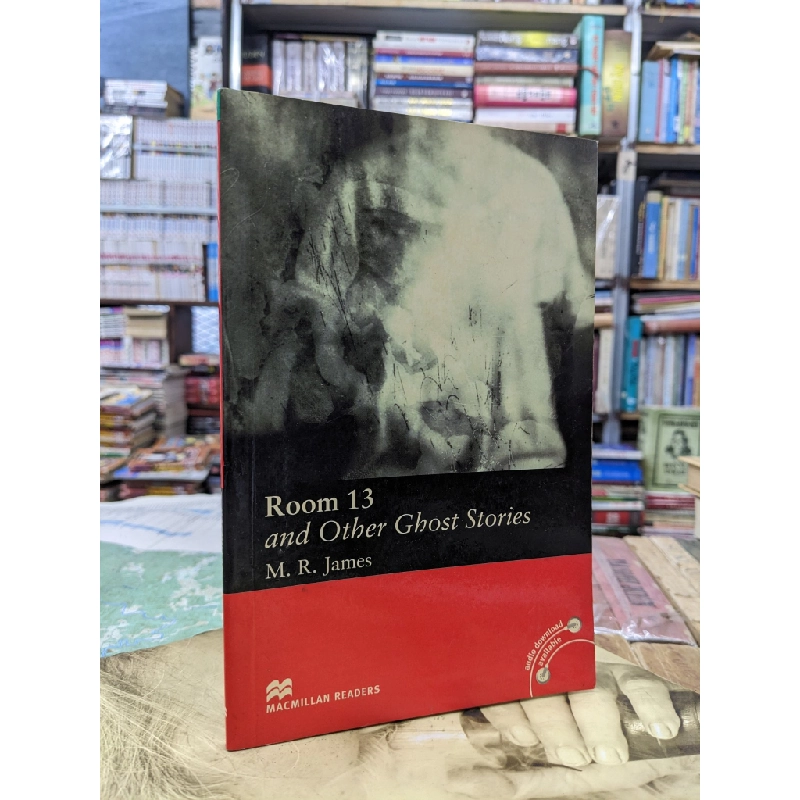 Room 13
and Other Ghost Stories
M. R. James
audio download
available
MACMILLAN READERS